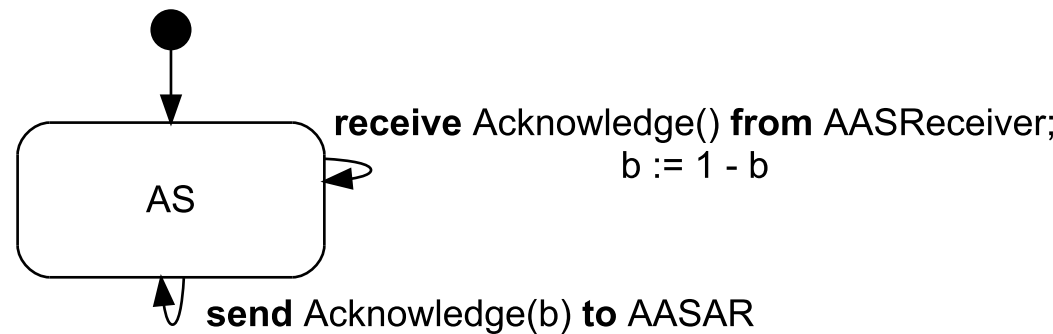 receive Acknowledge() from AASReceiver;
b := 1 - b
AS
send Acknowledge(b) to AASAR